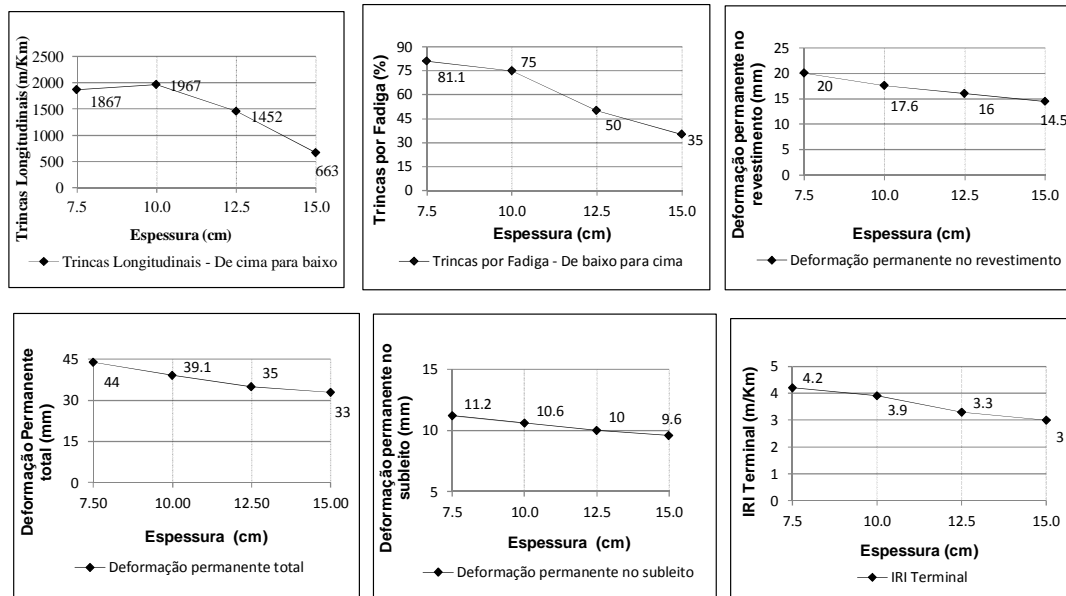 Trincas Longitudinais (m/Km)
2500
2000
1500
1000
500
0
1867
1967
1452
663
7.5 10.0 12.5 15.0
Espessura (cm)
Trincas Longitudinais - De cima para baixo
Trincas por Fadiga (%)
90
75
60
45
30
15
0
81.1
75
50
35
7.5 10.0 12.5 15.0
Espessura (cm)
Trincas por Fadiga - De baixo para cima
Deformação permanente no
revestimento (mm)
25
20
15
10
5
0
20
17.6
16
14.5
7.5 10.0 12.5 15.0
Espessura (cm)
Deformação permanente no revestimento
Deformação Permanente
total (mm)
45
30
15
0
44
39.1
35
33
7.50 10.00 12.50 15.00
Espessura (cm)
Deformação permanente total
Deformação permanente no
subleito (mm)
15
10
5
11.2
10.6
10
9.6
7.5 10.0 12.5 15.0
Espessura (cm)
Deformação permanente no subleito
IRI Terminal (m/Km)
5
4
3
2
1
0
4.2
3.9
3.3
3
7.5 10.0 12.5 15.0
Espessura (cm)
IRI Terminal